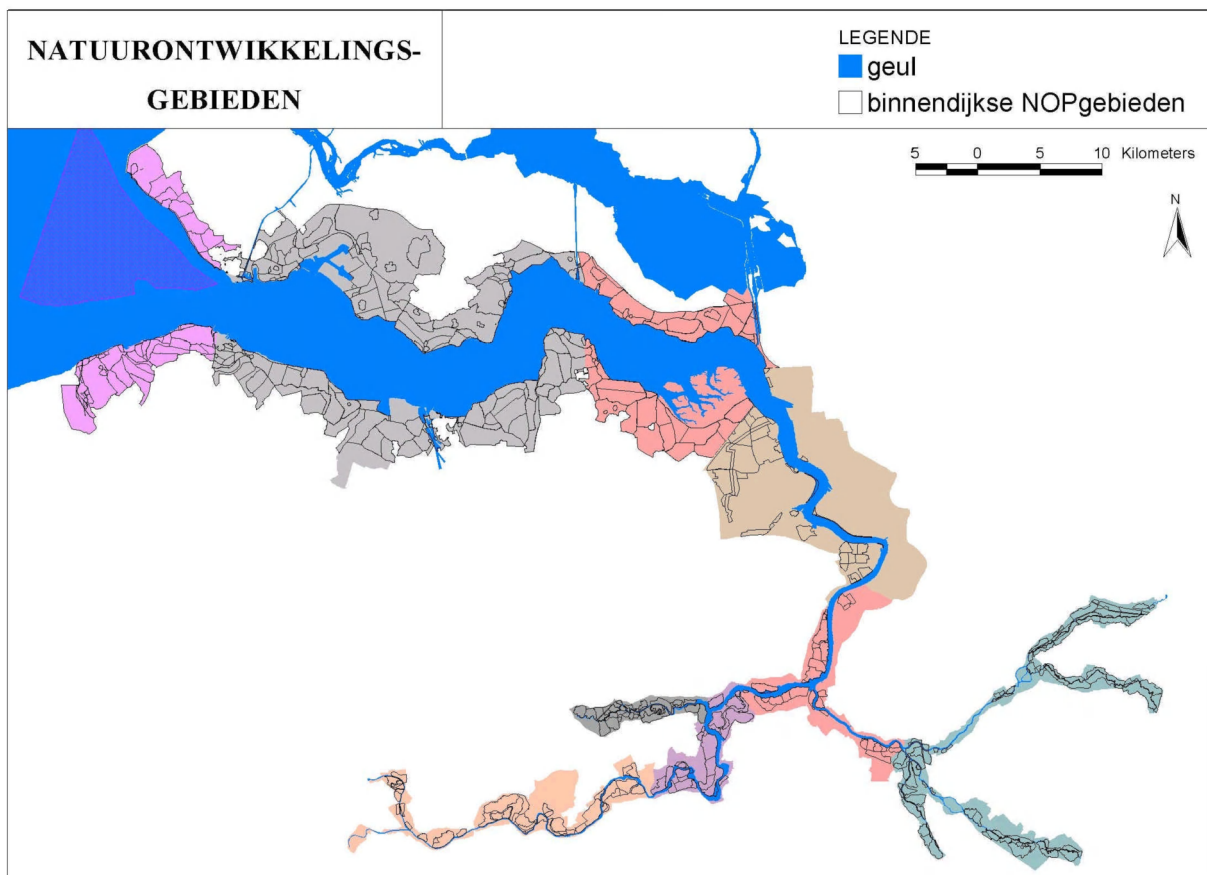 NATUURONTWIKKELINGS-
GEBIEDEN
LEGENDE
geul
binnendijkse NOPgebieden
5 0 5 10 Kilometers
N